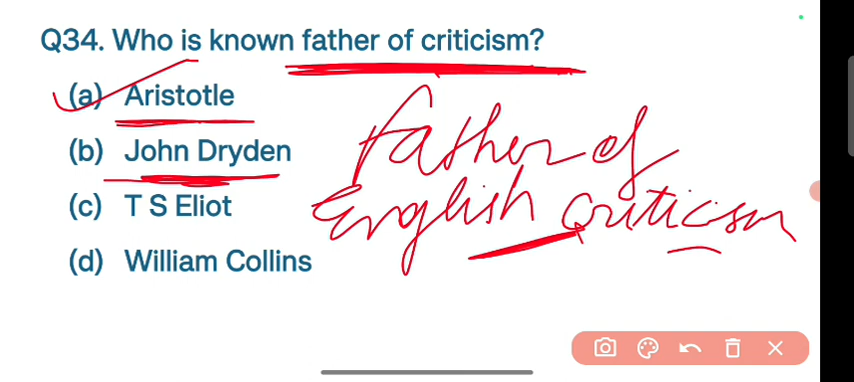 Q34. Who is known father of criticism?
(a) Aristotle
(b) John Dryden
(c) T S Eliot
(d) William Collins
Father of
English Criticism